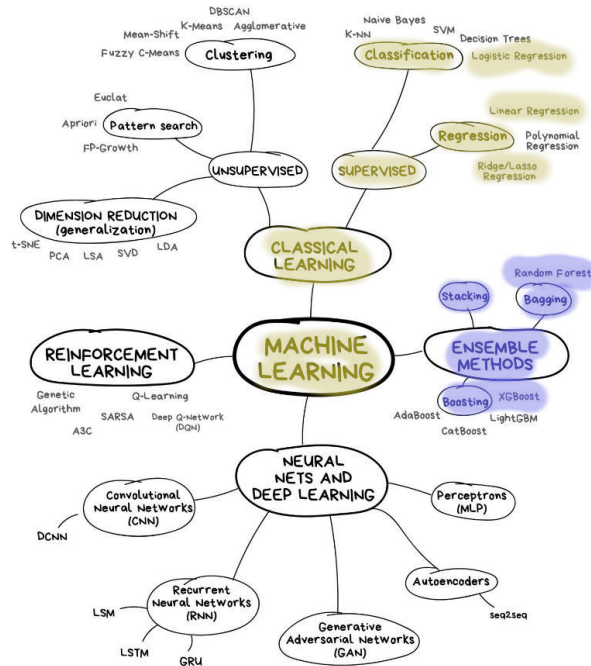 DBSCAN
Mean-Shift
K-Means
Agglomerative
Fuzzy C-Means
Clustering
Naive Bayes
K-NN
SVM
Decision Trees
Classification
Logistic Regression
Euclat
Apriori
Pattern search
FP-Growth
Linear Regression
Regression
Polynomial
Regression
Ridge/Lasso
Regression
UNSUPERVISED
SUPERVISED
DIMENSION REDUCTION
(generalization)
t-SNE
PCA
LSA
SVD
LDA
CLASSICAL
LEARNING
Random Forest
Stacking
Bagging
MACHINE
LEARNING
REINFORCEMENT
LEARNING
ENSEMBLE
METHODS
Genetic
Algorithm
Q-Learning
SARSA
Deep Q-Network
(DQN)
A3C
Boosting
XGBoost
AdaBoost
LightGBM
CatBoost
NEURAL
NETS AND
DEEP LEARNING
Convolutional
Neural Networks
(CNN)
DCNN
Perceptrons
(MLP)
Recurrent
Neural Networks
(RNN)
LSM
LSTM
GRU
Generative
Adversarial Networks
(GAN)
Autoencoders
seq2seq